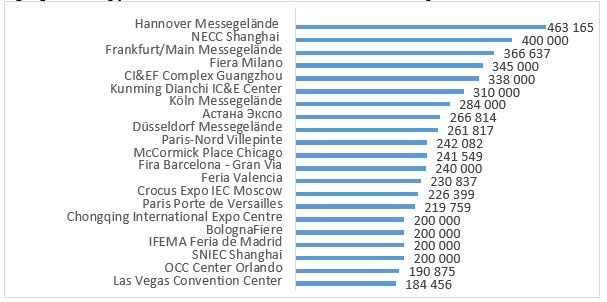 Hannover Messegelände 463 165
NECC Shanghai 400 000
Frankfurt/Main Messegelände 366 637
Fiera Milano 345 000
CI&EF Complex Guangzhou 338 000
Kunming Dianchi IC&E Center 310 000
Köln Messegelände 284 000
Астана Экспо 266 814
Düsseldorf Messegelände 261 817
Paris-Nord Villepinte 242 082
McCormick Place Chicago 241 549
Fira Barcelona - Gran Via 240 000
Feria Valencia 230 837
Crocus Expo IEC Moscow 226 399
Paris Porte de Versailles 219 759
Chongqing International Expo Centre 200 000
BolognaFiere 200 000
IFEMA Feria de Madrid 200 000
SNIEC Shanghai 200 000
OCC Center Orlando 190 875
Las Vegas Convention Center 184 456